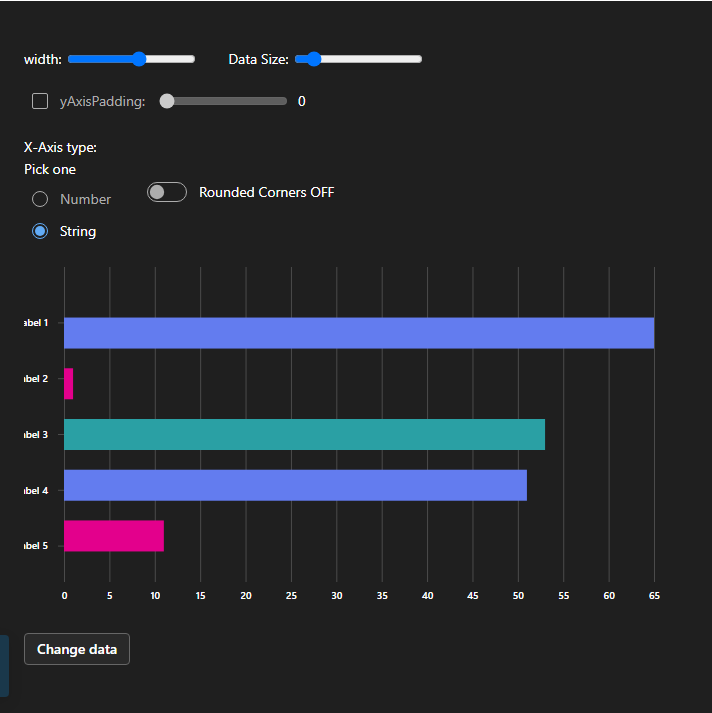 width: Data Size:
yAxisPadding: 0
X-Axis type:
Pick one
Number
Rounded Corners OFF
String
abel 1
abel 2
abel 3
abel 4
abel 5
0 5 10 15 20 25 30 35 40 45 50 55 60 65
Change data